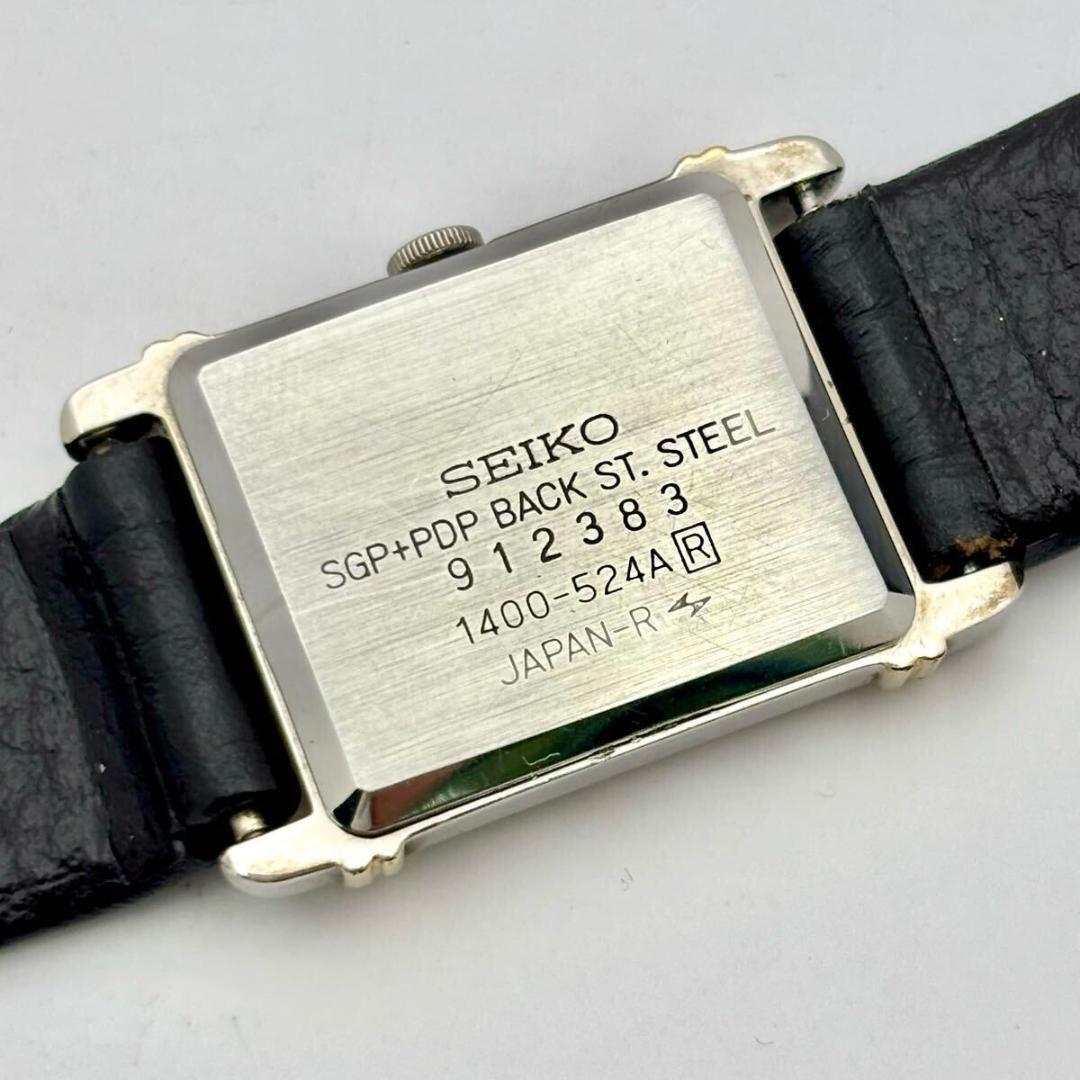 SEIKO
SGP+PDP BACK ST. STEEL
912383
1400-524A R
JAPAN-R